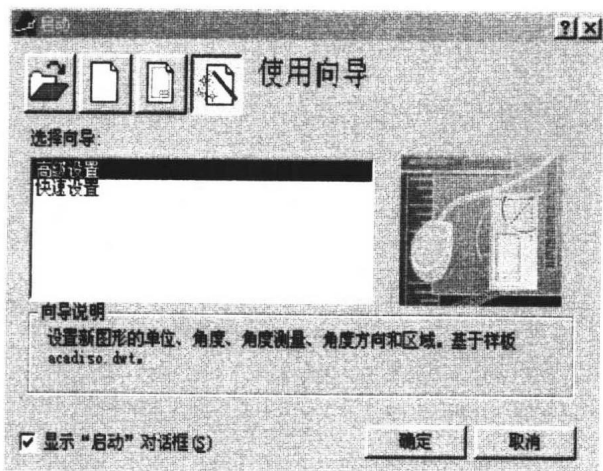 启动
使用向导
选择向导:
高级设置
快速设置
向导说明
设置新图形的单位、角度、角度测量、角度方向和区域。基于样板
acadiso.dwt。
显示“启动”对话框(S)
确定
取消